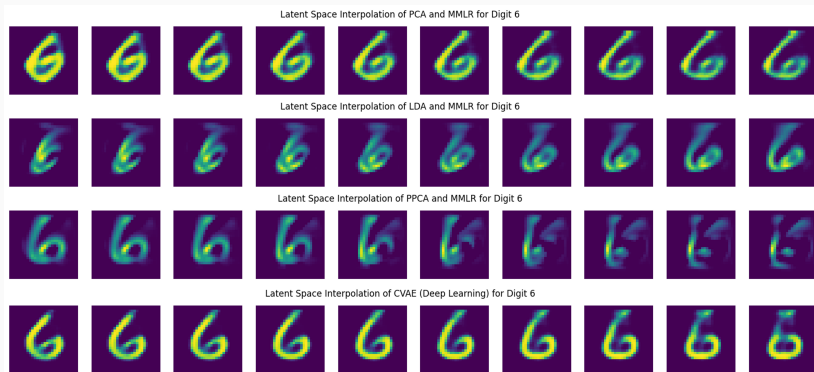 Latent Space Interpolation of PCA and MMLR for Digit 6
Latent Space Interpolation of LDA and MMLR for Digit 6
Latent Space Interpolation of PPCA and MMLR for Digit 6
Latent Space Interpolation of CVAE (Deep Learning) for Digit 6